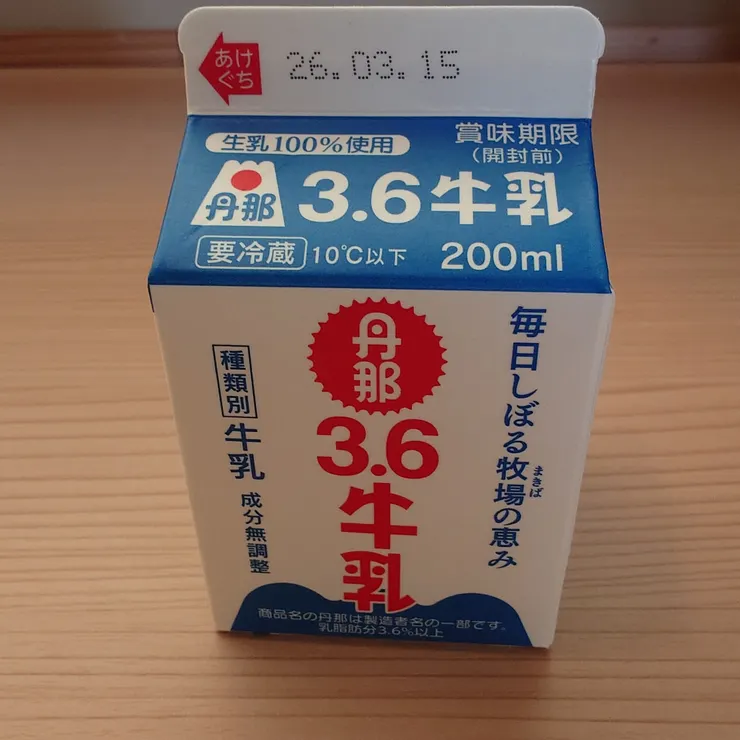 あけ
ぐち
26.03.15
生乳100%使用
賞味期限
(開封前)
丹那
3.6牛乳
要冷蔵
10℃以下
200ml
丹那
3.6
牛乳
毎日しぼる牧場の恵み
まきば
種類別
牛乳
成分無調整
商品名の丹那は製造者名の一部です。
乳脂肪分3.6%以上